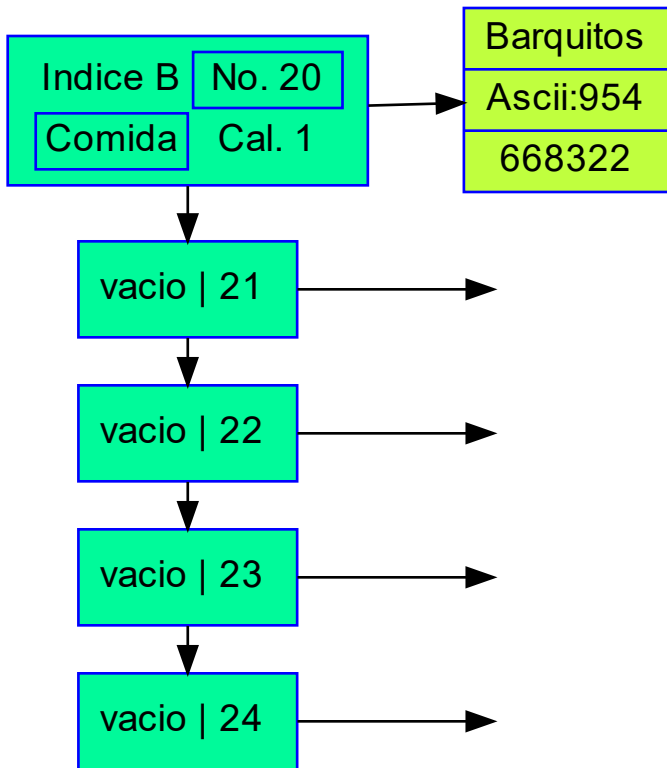 Indice B No. 20
Comida Cal. 1
Barquitos
Ascii:954
668322
vacio | 21
vacio | 22
vacio | 23
vacio | 24